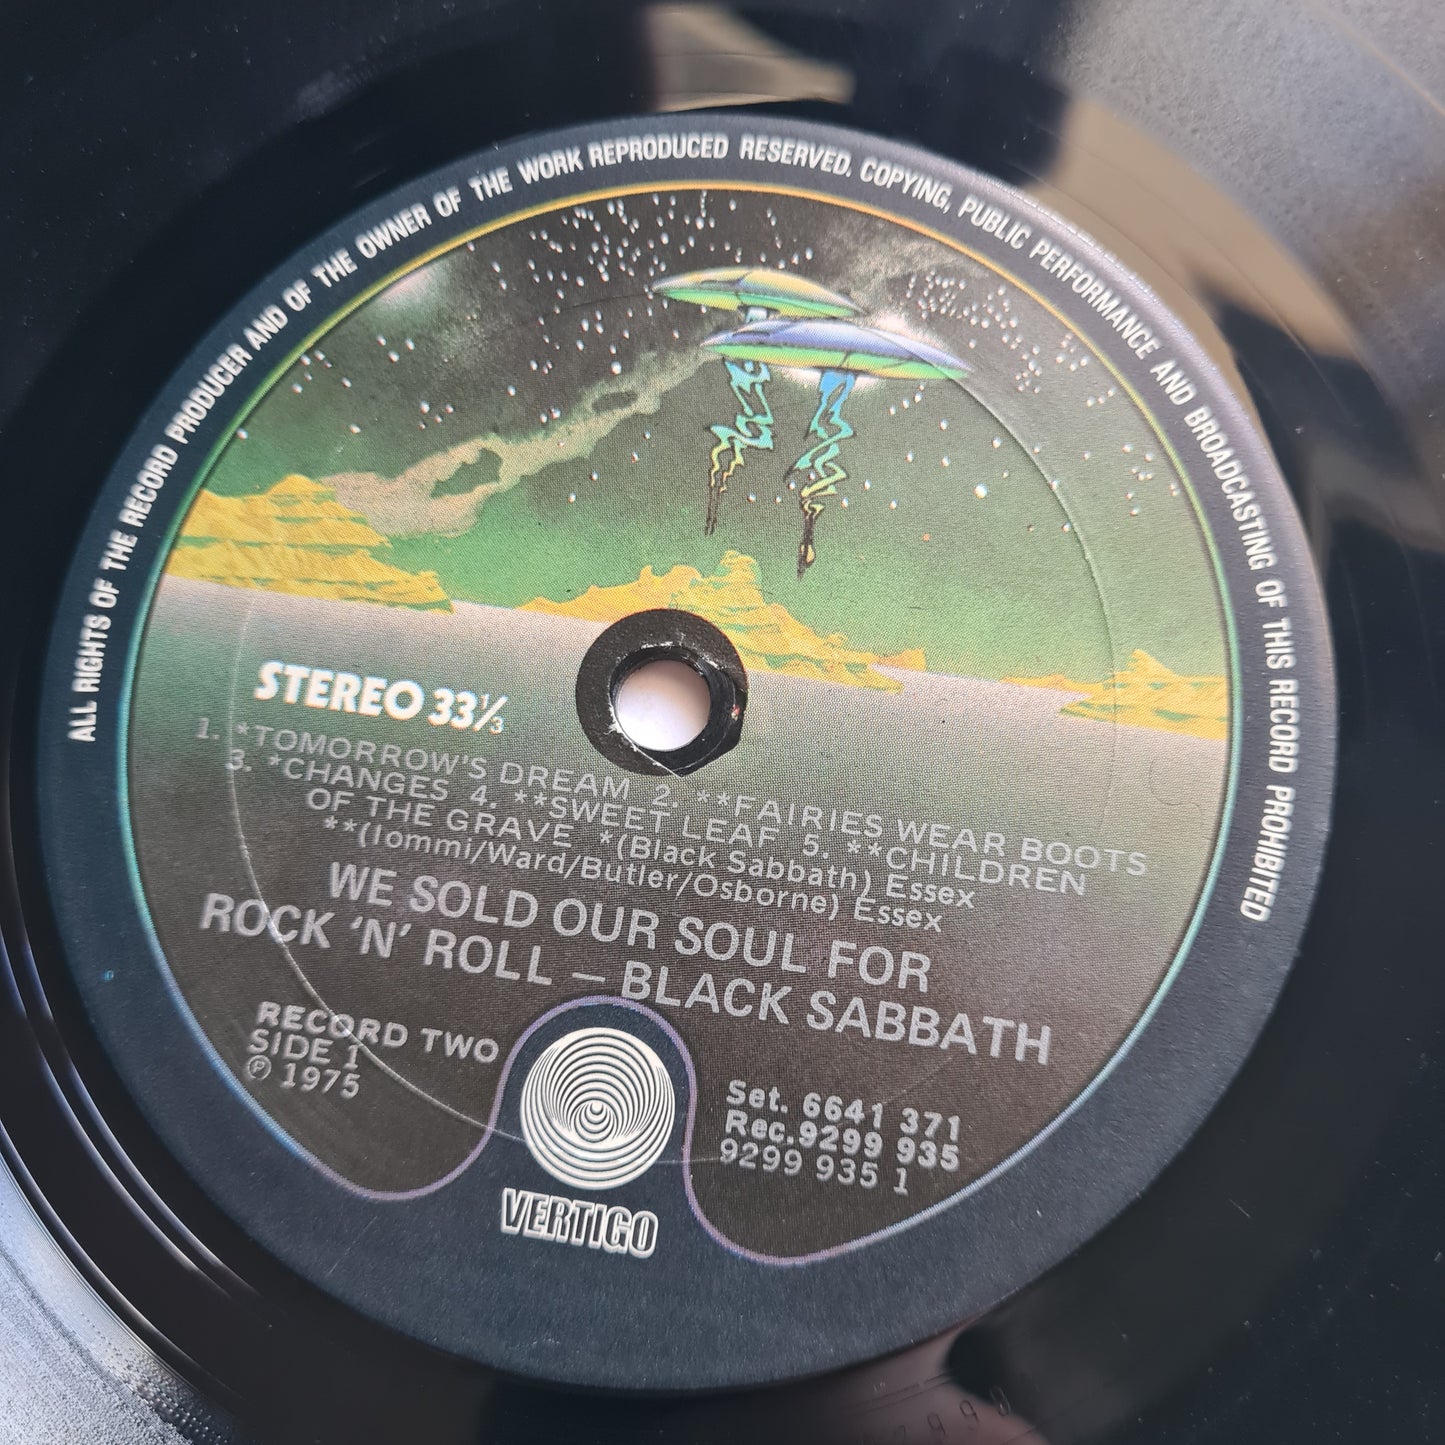 ALL RIGHTS OF THE RECORD PRODUCER AND OF THE OWNER OF THE WORK REPRODUCED RESERVED. COPYING, PUBLIC PERFORMANCE AND BROADCASTING OF THIS RECORD PROHIBITED
STEREO 33⅓
1. *TOMORROW'S DREAM 2. **FAIRIES WEAR BOOTS
3. *CHANGES 4. **SWEET LEAF 5. **CHILDREN
OF THE GRAVE *(Black Sabbath) Essex
**(Iommi/Ward/Butler/Osborne) Essex
WE SOLD OUR SOUL FOR
ROCK 'N' ROLL — BLACK SABBATH
RECORD TWO
SIDE 1
℗ 1975
Set. 6641 371
Rec.9299 935
9299 935 1
VERTIGO